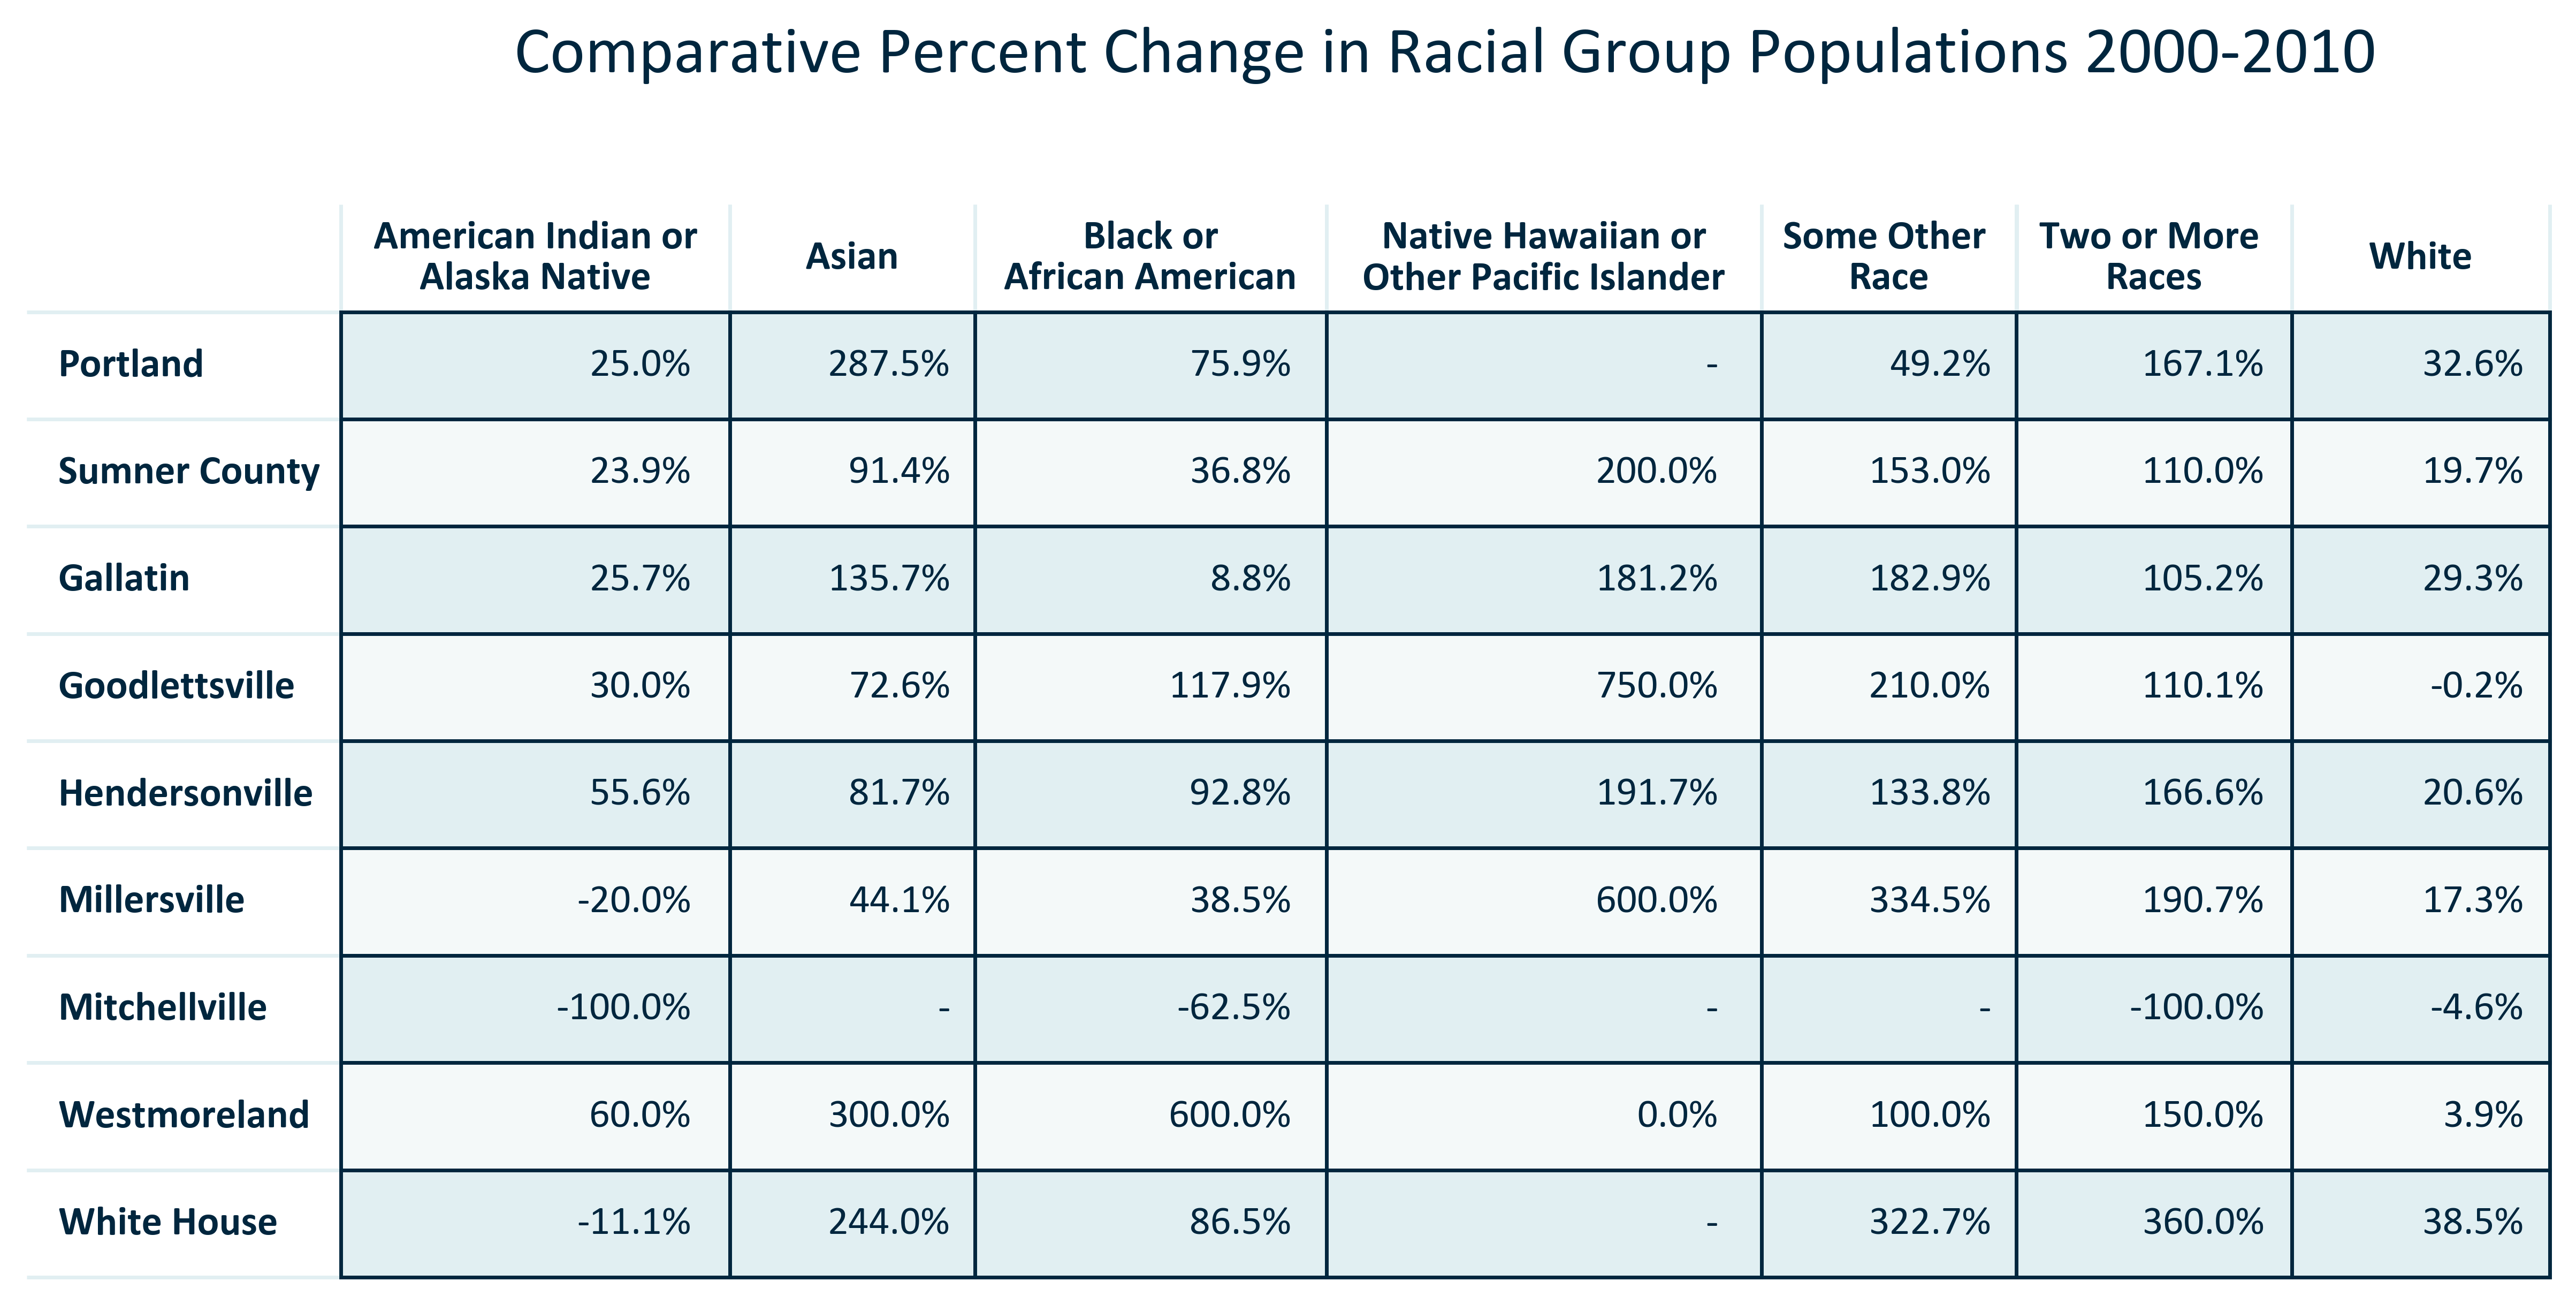 Comparative Percent Change in Racial Group Populations 2000-2010
American Indian or Alaska Native Asian Black or African American Native Hawaiian or Other Pacific Islander Some Other Race Two or More Races White
Portland 25.0% 287.5% 75.9% - 49.2% 167.1% 32.6%
Sumner County 23.9% 91.4% 36.8% 200.0% 153.0% 110.0% 19.7%
Gallatin 25.7% 135.7% 8.8% 181.2% 182.9% 105.2% 29.3%
Goodlettsville 30.0% 72.6% 117.9% 750.0% 210.0% 110.1% -0.2%
Hendersonville 55.6% 81.7% 92.8% 191.7% 133.8% 166.6% 20.6%
Millersville -20.0% 44.1% 38.5% 600.0% 334.5% 190.7% 17.3%
Mitchellville -100.0% - -62.5% - - -100.0% -4.6%
Westmoreland 60.0% 300.0% 600.0% 0.0% 100.0% 150.0% 3.9%
White House -11.1% 244.0% 86.5% - 322.7% 360.0% 38.5%